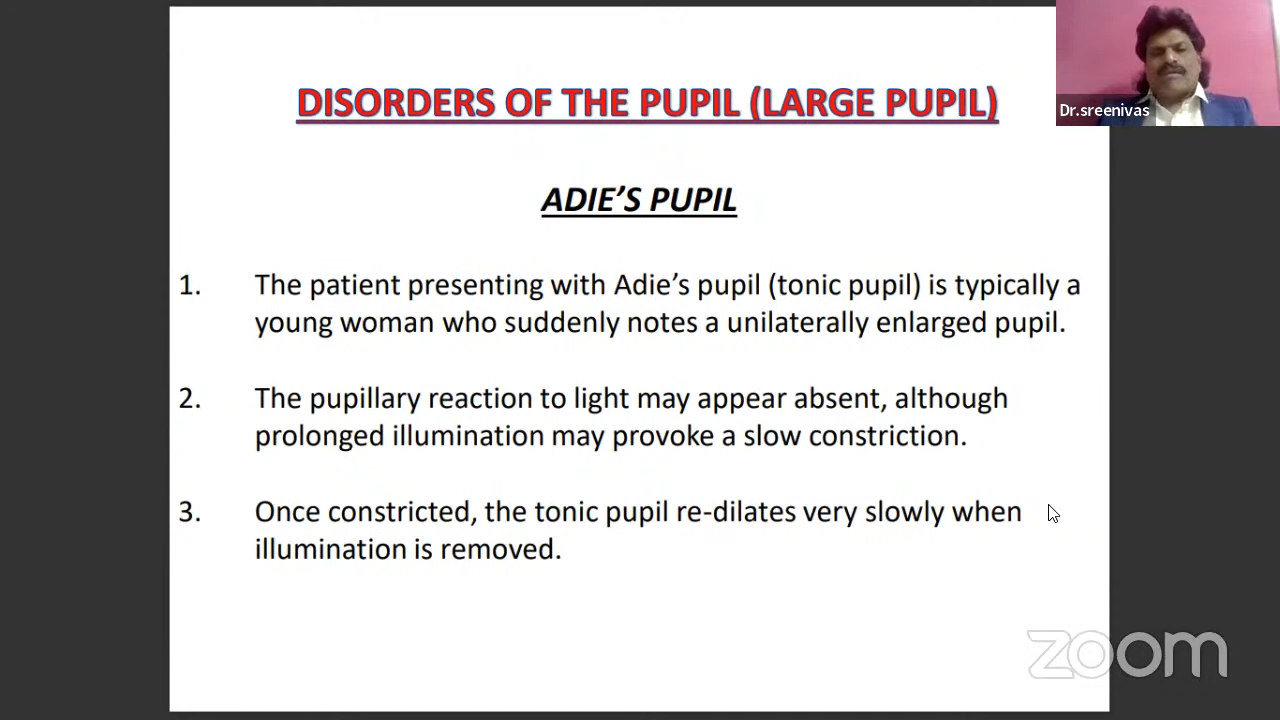 DISORDERS OF THE PUPIL (LARGE PUPIL)
Dr.sreenivas
ADIE’S PUPIL
1. The patient presenting with Adie’s pupil (tonic pupil) is typically a
young woman who suddenly notes a unilaterally enlarged pupil.
2. The pupillary reaction to light may appear absent, although
prolonged illumination may provoke a slow constriction.
3. Once constricted, the tonic pupil re-dilates very slowly when
illumination is removed.
zoom